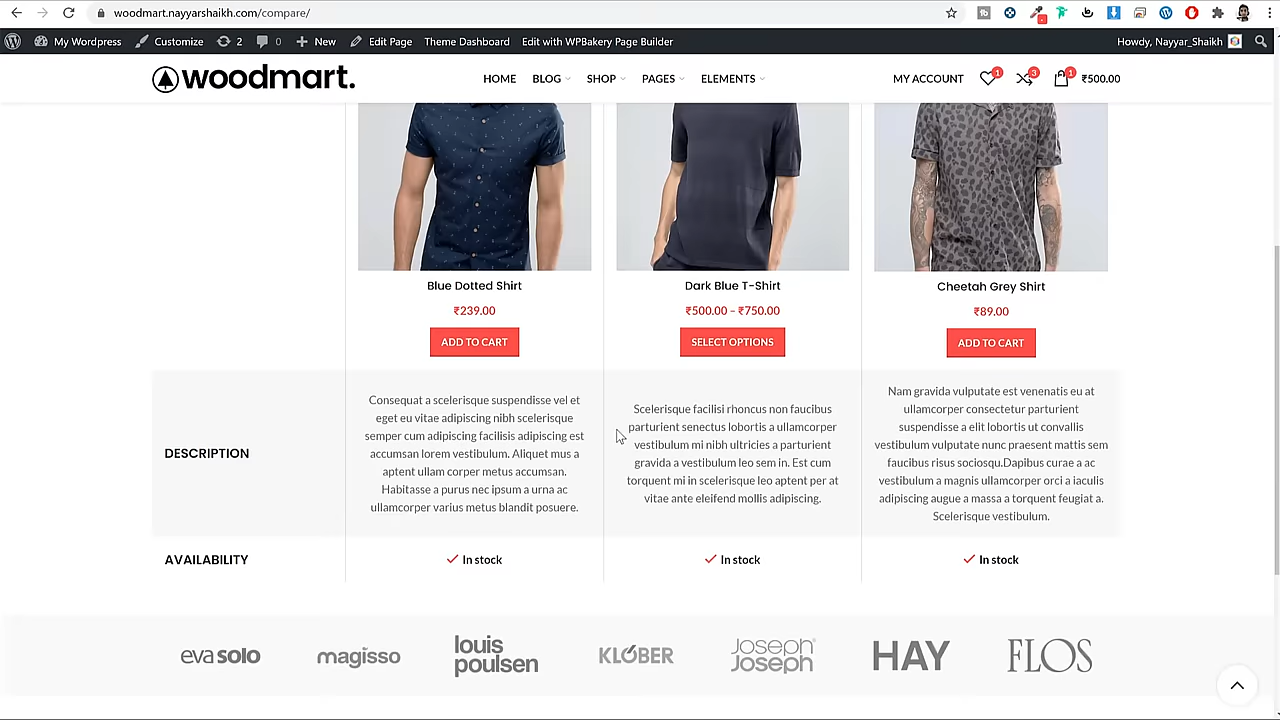 woodmart.nayyarshaikh.com/compare/
My Wordpress
Customize
2
0
New
Edit Page
Theme Dashboard
Edit with WPBakery Page Builder
Howdy, Nayyar_Shaikh
woodmart.
HOME
BLOG
SHOP
PAGES
ELEMENTS
MY ACCOUNT
1
3
1
₹500.00
Blue Dotted Shirt
₹239.00
ADD TO CART
Dark Blue T-Shirt
₹500.00 – ₹750.00
SELECT OPTIONS
Cheetah Grey Shirt
₹89.00
ADD TO CART
DESCRIPTION
Consequat a scelerisque suspendisse vel et
eget eu vitae adipiscing nibh scelerisque
semper cum adipiscing facilisis adipiscing est
accumsan lorem vestibulum. Aliquet mus a
aptent ullam corper metus accumsan.
Habitasse a purus nec ipsum a urna ac
ullamcorper varius metus blandit posuere.
Scelerisque facilisi rhoncus non faucibus
parturient senectus lobortis a ullamcorper
vestibulum mi nibh ultricies a parturient
gravida a vestibulum leo sem in. Est cum
torquent mi in scelerisque leo aptent per at
vitae ante eleifend mollis adipiscing.
Nam gravida vulputate est venenatis eu at
ullamcorper consectetur parturient
suspendisse a elit lobortis ut convallis
vestibulum vulputate nunc praesent mattis sem
faucibus risus sociosqu.Dapibus curae a ac
vestibulum a magnis ullamcorper orci a iaculis
adipiscing augue a massa a torquent feugiat a.
Scelerisque vestibulum.
AVAILABILITY
In stock
In stock
In stock
eva solo
magisso
louis
poulsen
KLÖBER
Joseph®
Joseph
HAY
FLOS